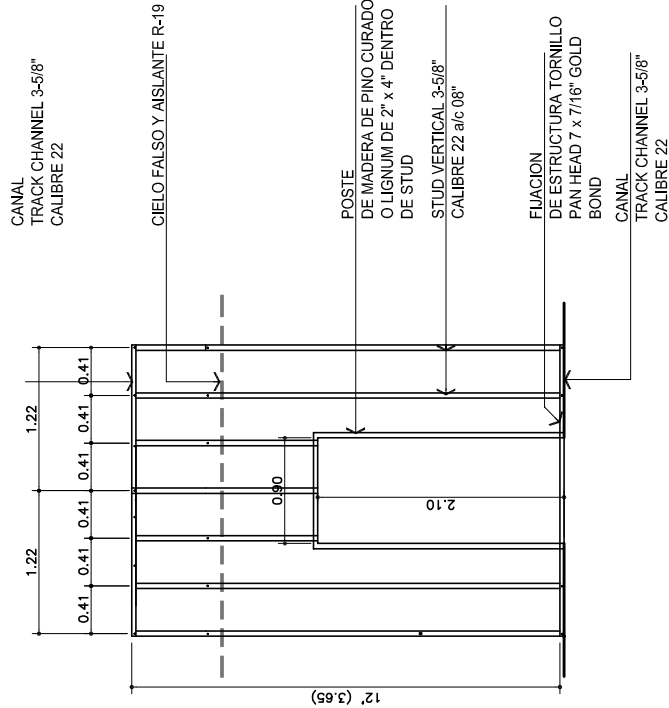 CANAL
TRACK CHANNEL 3-5/8"
CALIBRE 22
CIELO FALSO Y AISLANTE R-19
POSTE
DE MADERA DE PINO CURADO
O LIGNUM DE 2" x 4" DENTRO
DE STUD
STUD VERTICAL 3-5/8"
CALIBRE 22 a/c 08"
FIJACION
DE ESTRUCTURA TORNILLO
PAN HEAD 7 x 7/16" GOLD
BOND
CANAL
TRACK CHANNEL 3-5/8"
CALIBRE 22
1.22
1.22
0.41
0.41
0.41
0.41
0.41
0.41
0.90
2.10
12' (3.65)